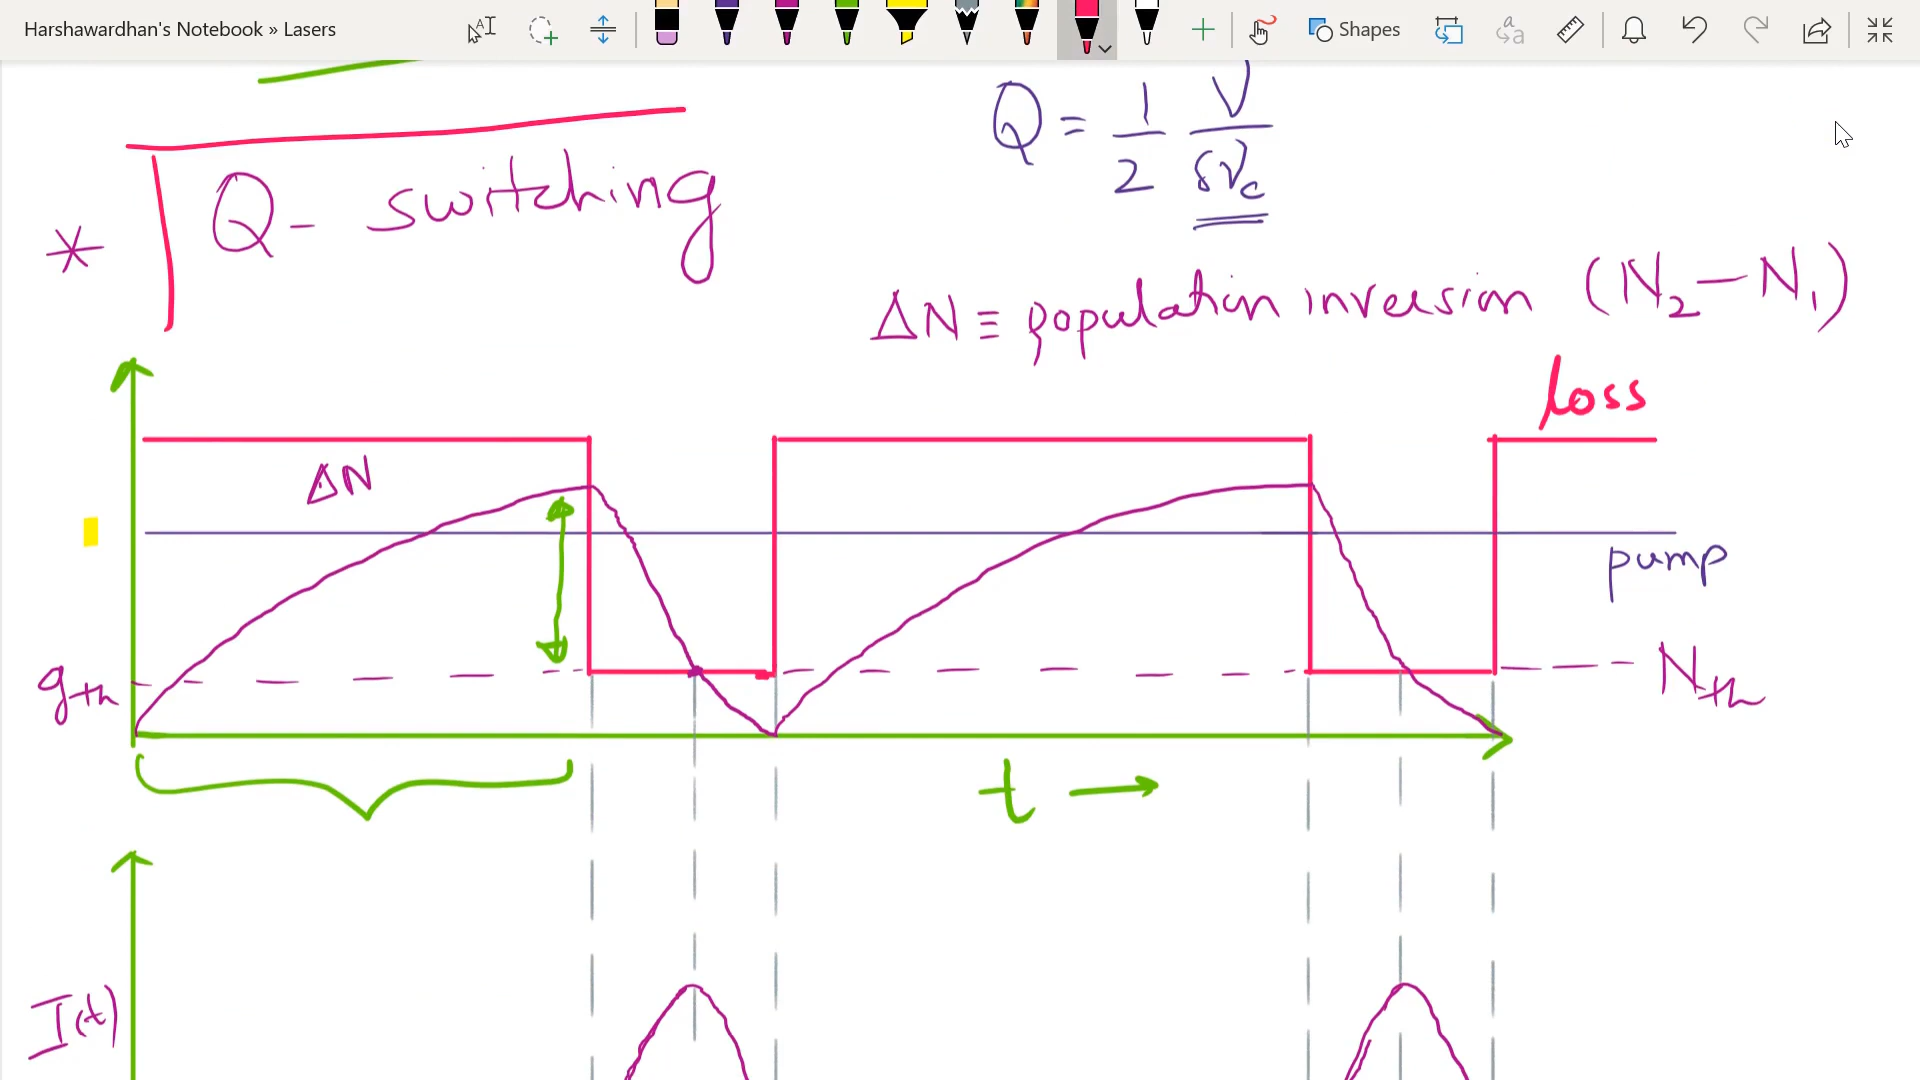 Harshawardhan's Notebook » Lasers
Shapes
Q = 1/2 ν/δν_c
* Q- switching
ΔN ≡ population inversion (N₂ – N₁)
loss
ΔN
pump
g_th
N_th
t →
I(t)